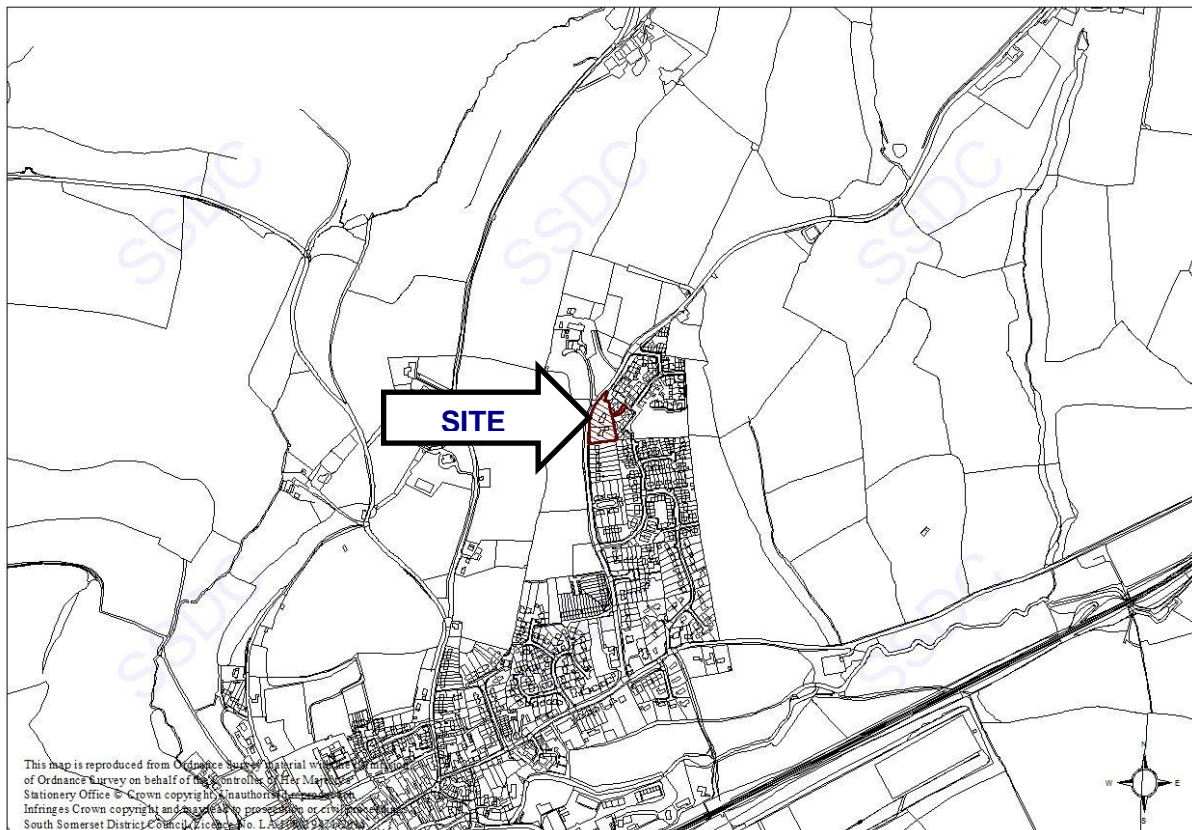 SSDC
SSDC
SSDC
SITE
SSDC
SSDC
SSDC
This map is reproduced from Ordnance Survey material with the
of Ordnance Survey on behalf of the Controller of Her Majesty's
Stationery Office © Crown copyright. Unauthorised reproduction
Infringes Crown copyright and may lead to prosecution or civil proceedings.
South Somerset District Council, Licence No. LA
N
W
E
S